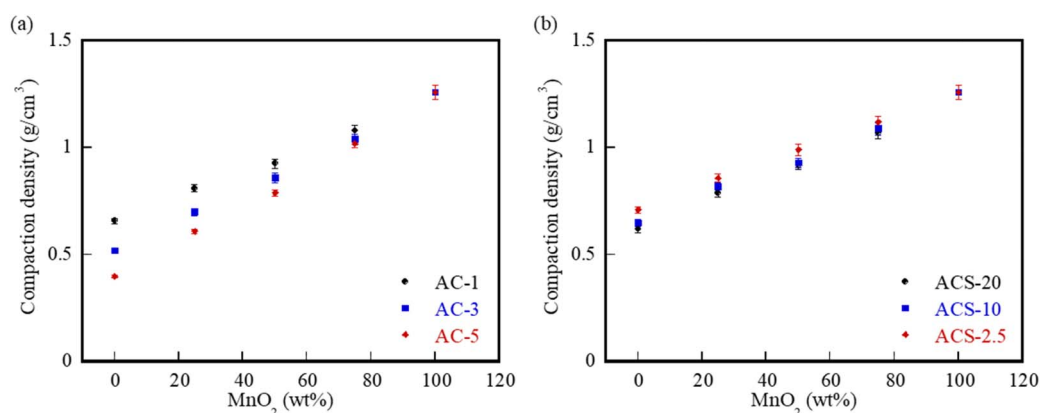 (a)
Compaction density (g/cm³)
1.5
1
0.5
0
0 20 40 60 80 100 120
MnO₂ (wt%)
AC-1
AC-3
AC-5
(b)
Compaction density (g/cm³)
1.5
1
0.5
0
0 20 40 60 80 100 120
MnO₂ (wt%)
ACS-20
ACS-10
ACS-2.5